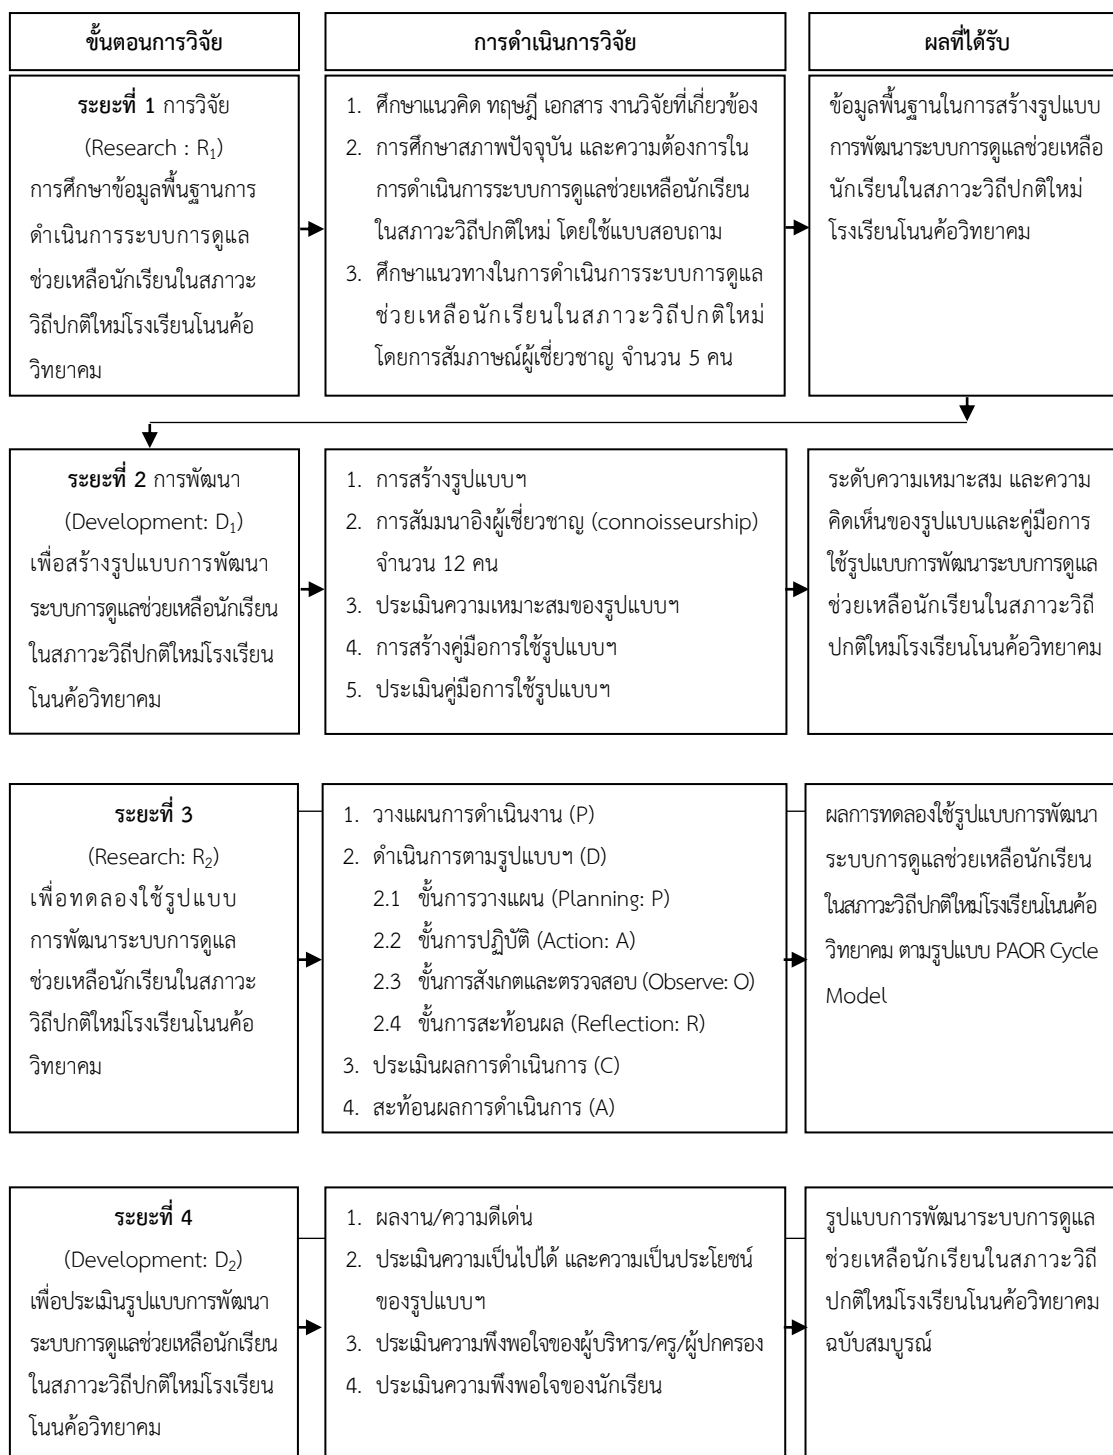 ขั้นตอนการวิจัย
การดำเนินการวิจัย
ผลที่ได้รับ
ระยะที่ 1 การวิจัย
(Research : R1)
การศึกษาข้อมูลพื้นฐานการ
ดำเนินการระบบการดูแล
ช่วยเหลือนักเรียนในสภาวะ
วิถีปกติใหม่โรงเรียนโนนค้อ
วิทยาคม
1. ศึกษาแนวคิด ทฤษฎี เอกสาร งานวิจัยที่เกี่ยวข้อง
2. การศึกษาสภาพปัจจุบัน และความต้องการใน
การดำเนินการระบบการดูแลช่วยเหลือนักเรียน
ในสภาวะวิถีปกติใหม่ โดยใช้แบบสอบถาม
3. ศึกษาแนวทางในการดำเนินการระบบการดูแล
ช่วยเหลือนักเรียนในสภาวะวิถีปกติใหม่
โดยการสัมภาษณ์ผู้เชี่ยวชาญ จำนวน 5 คน
ข้อมูลพื้นฐานในการสร้างรูปแบบ
การพัฒนาระบบการดูแลช่วยเหลือ
นักเรียนในสภาวะวิถีปกติใหม่
โรงเรียนโนนค้อวิทยาคม
ระยะที่ 2 การพัฒนา
(Development: D1)
เพื่อสร้างรูปแบบการพัฒนา
ระบบการดูแลช่วยเหลือนักเรียน
ในสภาวะวิถีปกติใหม่โรงเรียน
โนนค้อวิทยาคม
1. การสร้างรูปแบบฯ
2. การสัมมนาอิงผู้เชี่ยวชาญ (connoisseurship)
จำนวน 12 คน
3. ประเมินความเหมาะสมของรูปแบบฯ
4. การสร้างคู่มือการใช้รูปแบบฯ
5. ประเมินคู่มือการใช้รูปแบบฯ
ระดับความเหมาะสม และความ
คิดเห็นของรูปแบบและคู่มือการ
ใช้รูปแบบการพัฒนาระบบการดูแล
ช่วยเหลือนักเรียนในสภาวะวิถี
ปกติใหม่โรงเรียนโนนค้อวิทยาคม
ระยะที่ 3
(Research: R2)
เพื่อทดลองใช้รูปแบบ
การพัฒนาระบบการดูแล
ช่วยเหลือนักเรียนในสภาวะ
วิถีปกติใหม่โรงเรียนโนนค้อ
วิทยาคม
1. วางแผนการดำเนินงาน (P)
2. ดำเนินการตามรูปแบบฯ (D)
2.1 ขั้นการวางแผน (Planning: P)
2.2 ขั้นการปฏิบัติ (Action: A)
2.3 ขั้นการสังเกตและตรวจสอบ (Observe: O)
2.4 ขั้นการสะท้อนผล (Reflection: R)
3. ประเมินผลการดำเนินการ (C)
4. สะท้อนผลการดำเนินการ (A)
ผลการทดลองใช้รูปแบบการพัฒนา
ระบบการดูแลช่วยเหลือนักเรียน
ในสภาวะวิถีปกติใหม่โรงเรียนโนนค้อ
วิทยาคม ตามรูปแบบ PAOR Cycle
Model
ระยะที่ 4
(Development: D2)
เพื่อประเมินรูปแบบการพัฒนา
ระบบการดูแลช่วยเหลือนักเรียน
ในสภาวะวิถีปกติใหม่โรงเรียน
โนนค้อวิทยาคม
1. ผลงาน/ความดีเด่น
2. ประเมินความเป็นไปได้ และความเป็นประโยชน์
ของรูปแบบฯ
3. ประเมินความพึงพอใจของผู้บริหาร/ครู/ผู้ปกครอง
4. ประเมินความพึงพอใจของนักเรียน
รูปแบบการพัฒนาระบบการดูแล
ช่วยเหลือนักเรียนในสภาวะวิถี
ปกติใหม่โรงเรียนโนนค้อวิทยาคม
ฉบับสมบูรณ์